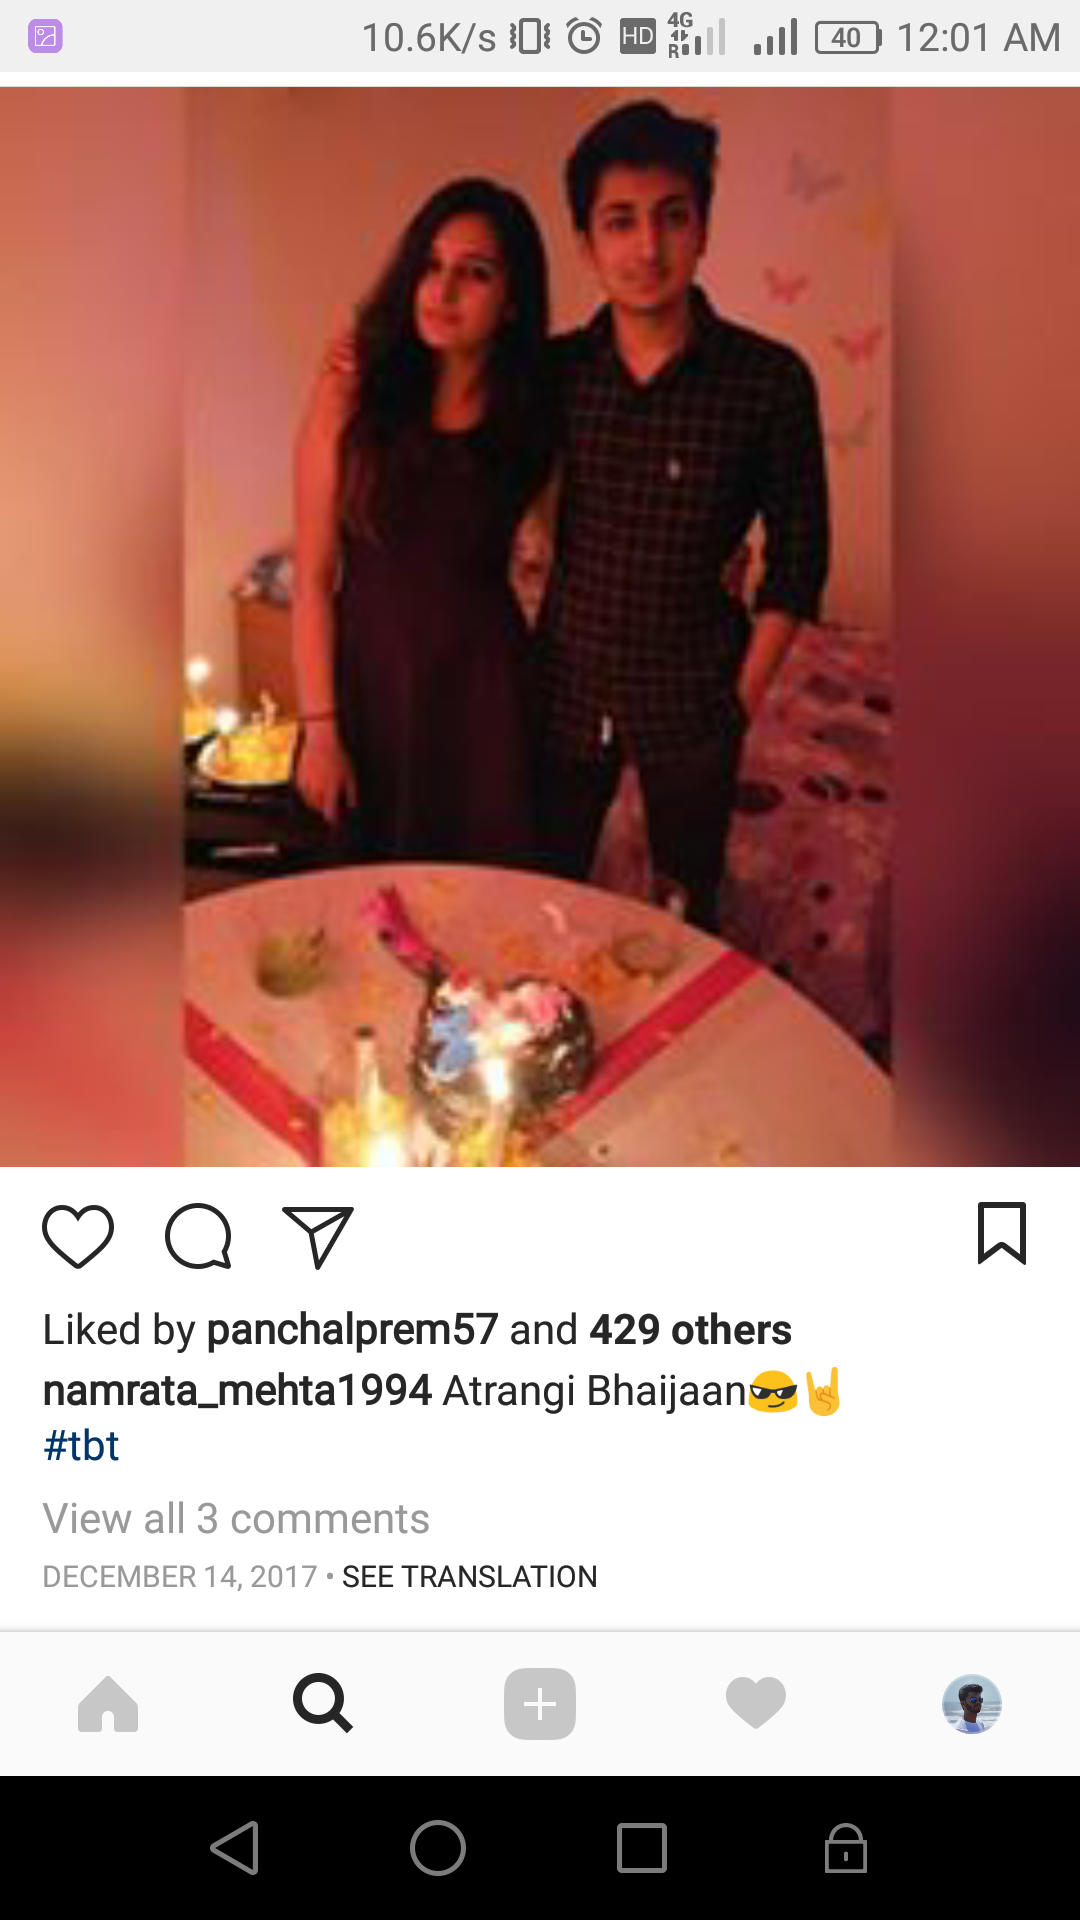 10.6K/s HD 4G R 40 12:01 AM
Liked by panchalprem57 and 429 others
namrata_mehta1994 Atrangi Bhaijaan😎🤘
#tbt
View all 3 comments
DECEMBER 14, 2017 • SEE TRANSLATION